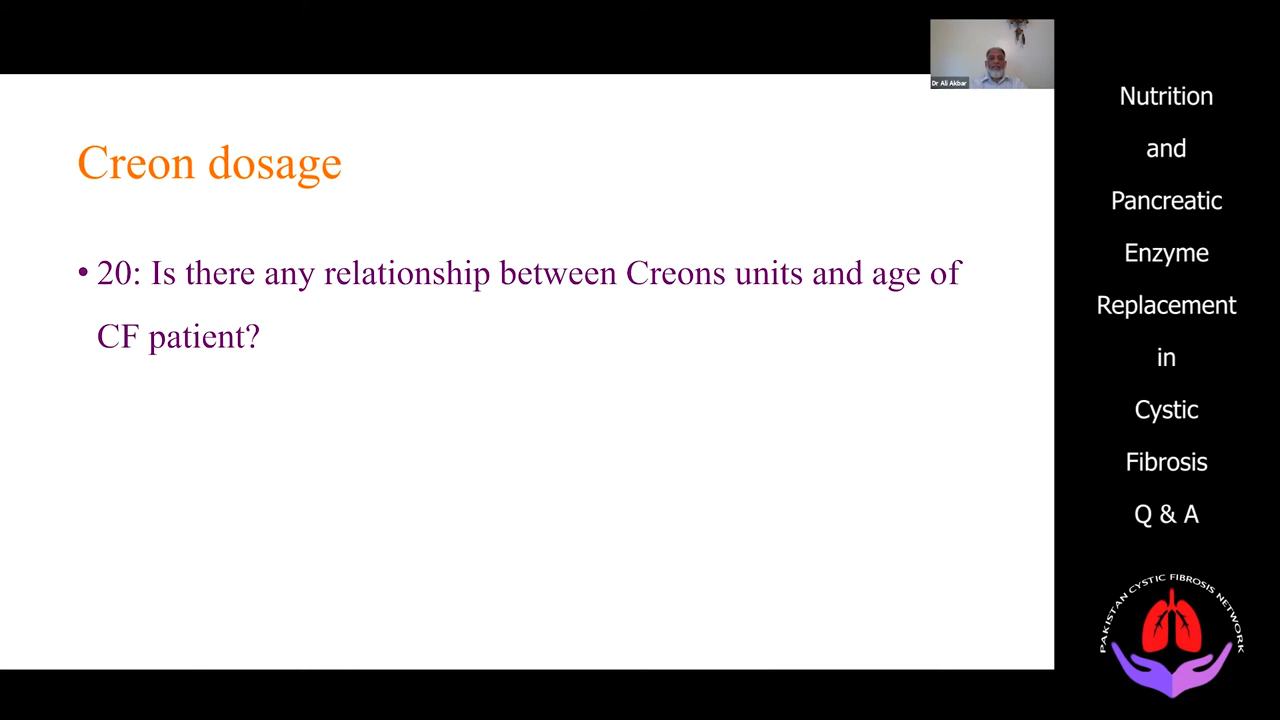 Dr Ali Akbar
Creon dosage
• 20: Is there any relationship between Creons units and age of
CF patient?
Nutrition
and
Pancreatic
Enzyme
Replacement
in
Cystic
Fibrosis
Q & A
PAKISTAN CYSTIC FIBROSIS NETWORK